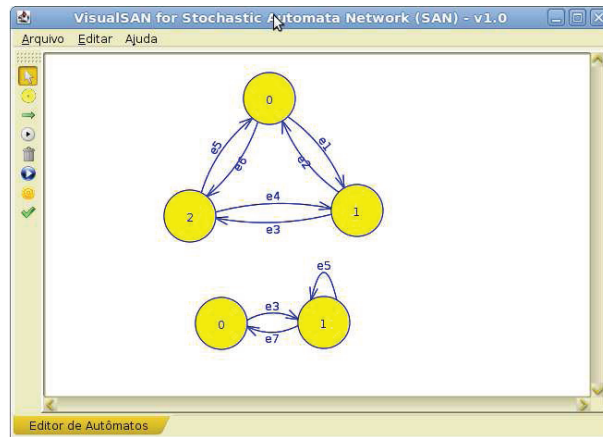 VisualSAN for Stochastic Automata Network (SAN) - v1.0
Arquivo Editar Ajuda
0
e5
e6
e1
e2
2
e4
e3
1
e5
0
e3
e7
1
Editor de Autômatos